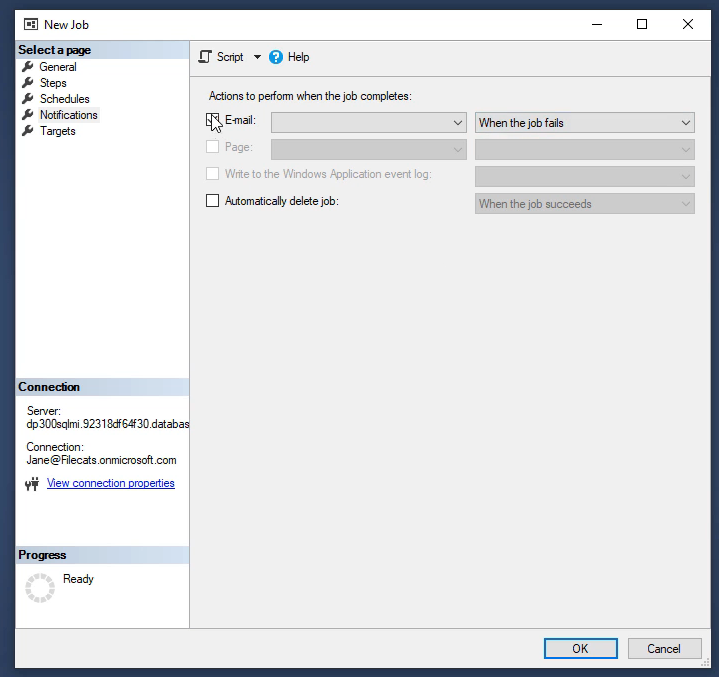 New Job
Select a page
General
Steps
Schedules
Notifications
Targets
Script
Help
Actions to perform when the job completes:
E-mail:
When the job fails
Page:
Write to the Windows Application event log:
Automatically delete job:
When the job succeeds
Connection
Server:
dp300sqlmi.92318df64f30.databas
Connection:
Jane@Filecats.onmicrosoft.com
View connection properties
Progress
Ready
OK
Cancel